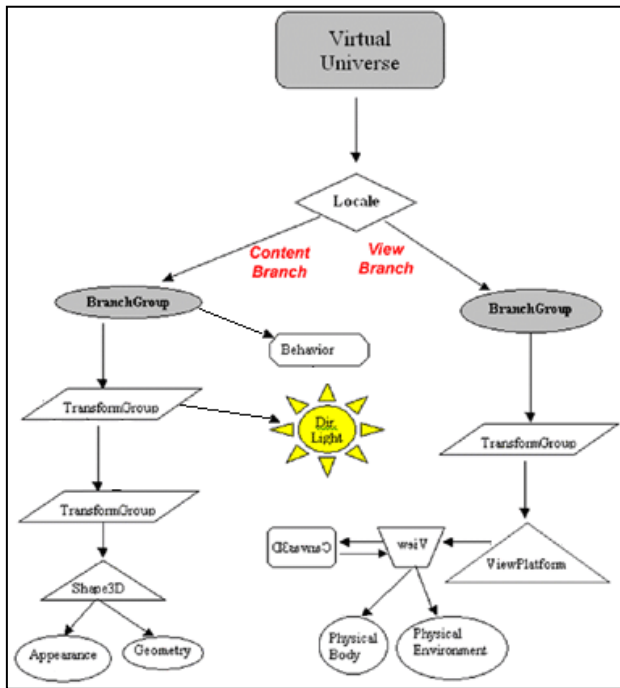 Virtual
Universe
Locale
Content
Branch
View
Branch
BranchGroup
BranchGroup
Behavior
TransformGroup
Dir.
Light
TransformGroup
TransformGroup
Canvas3D
View
ViewPlatform
Shape3D
Appearance
Geometry
Physical
Body
Physical
Environment